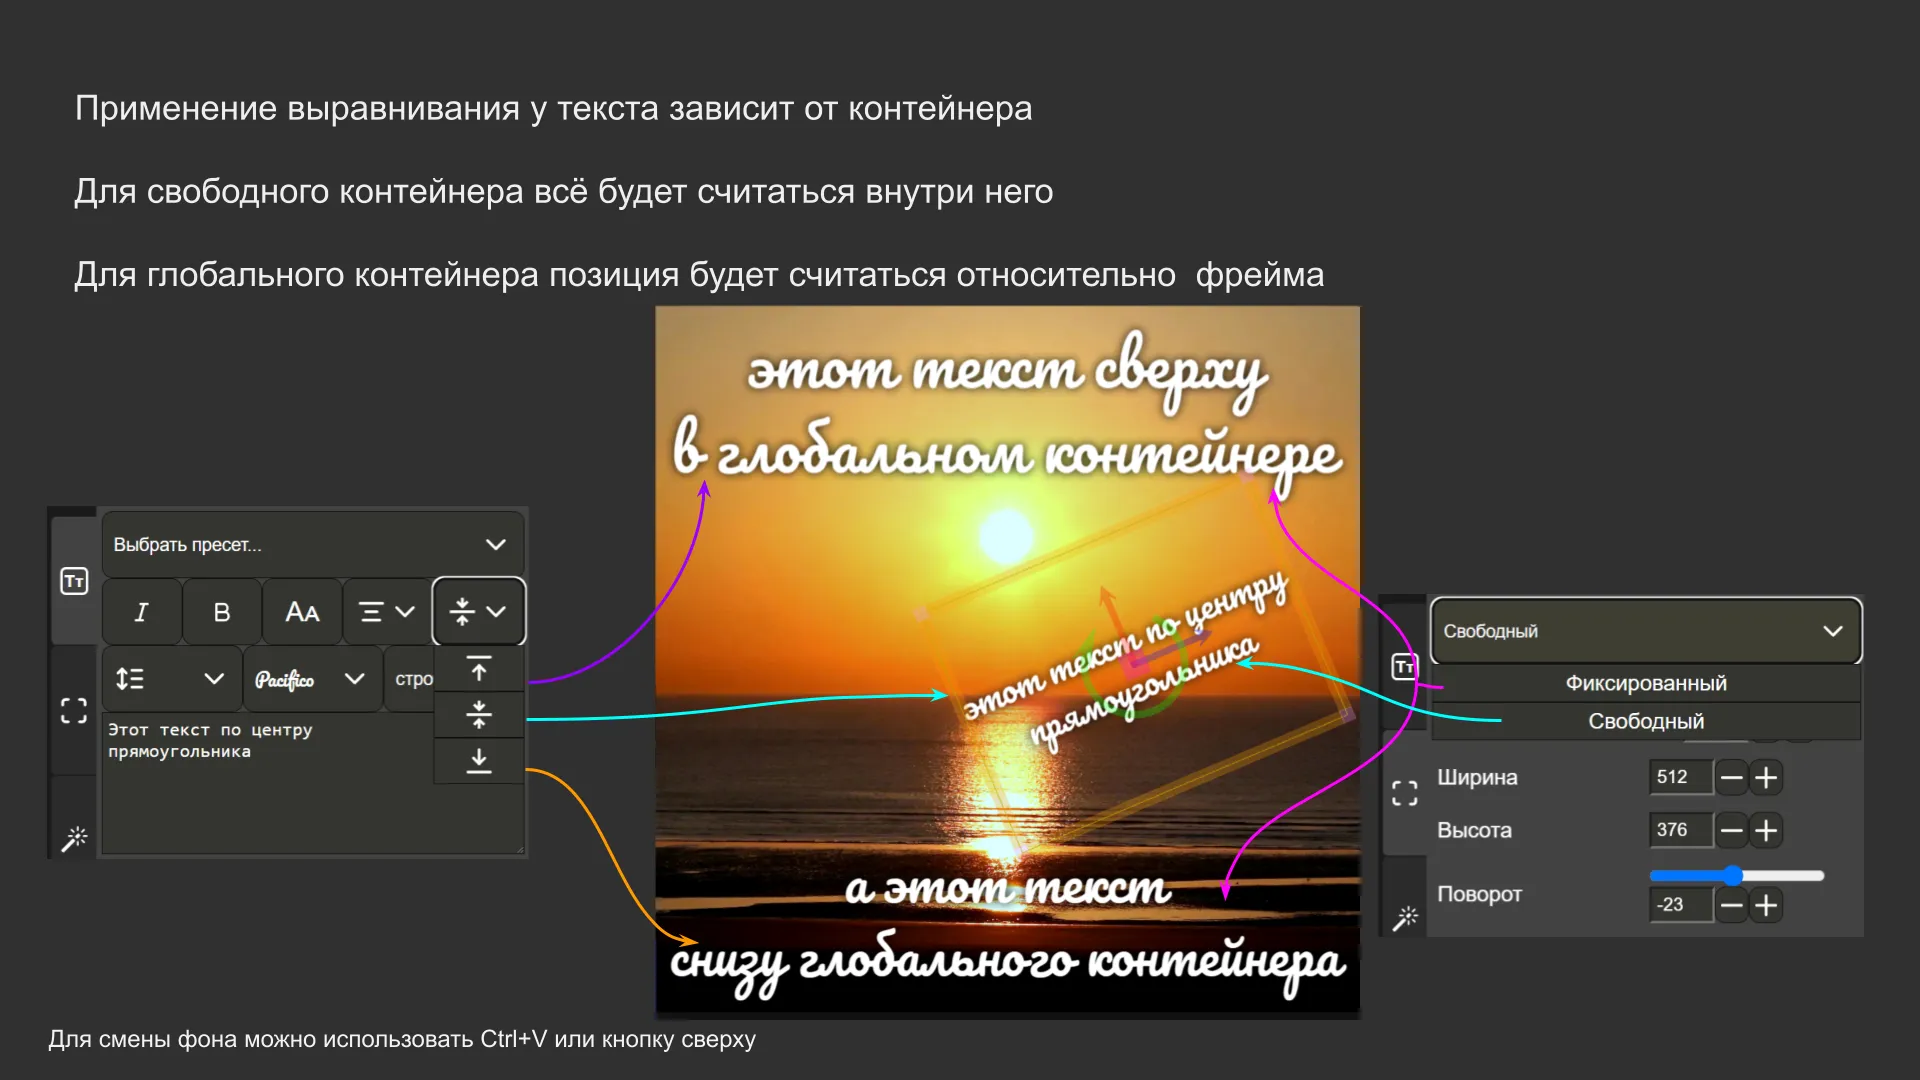 Применение выравнивания у текста зависит от контейнера
Для свободного контейнера всё будет считаться внутри него
Для глобального контейнера позиция будет считаться относительно фрейма
этот текст сверху
в глобальном контейнере
этот текст по центру
прямоугольника
а этот текст
снизу глобального контейнера
Выбрать пресет...
Tт
I B AA
Pacifico стро
Этот текст по центру
прямоугольника
Свободный
Tт
Фиксированный
Свободный
Ширина 512
Высота 376
Поворот -23
Для смены фона можно использовать Ctrl+V или кнопку сверху